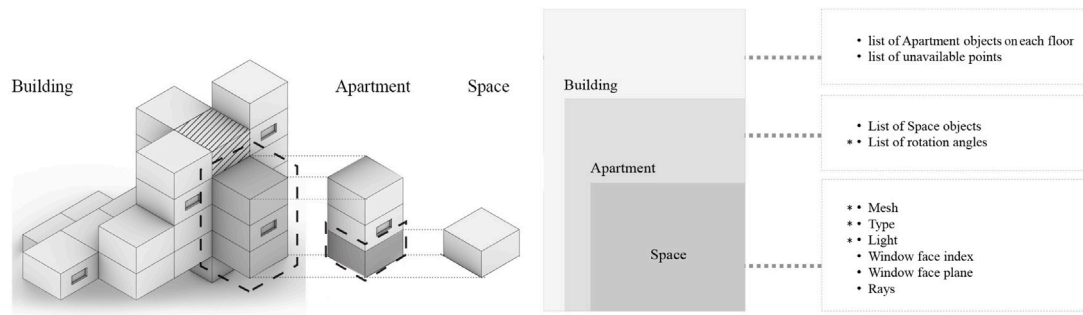 Building
Apartment
Space
Building
Apartment
Space
• list of Apartment objects on each floor
• list of unavailable points
• List of Space objects
* • List of rotation angles
* • Mesh
* • Type
* • Light
• Window face index
• Window face plane
• Rays